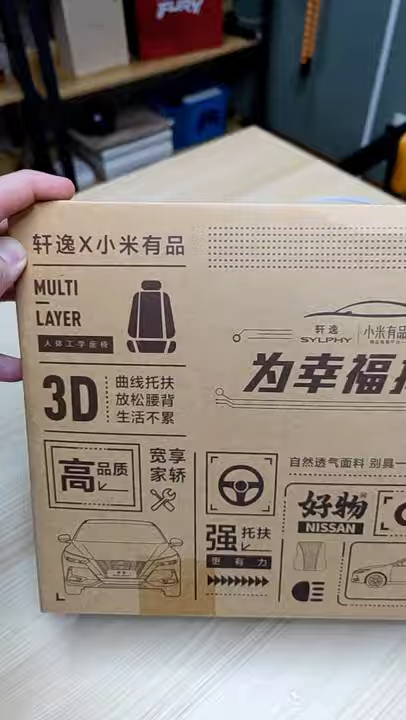 FURY
轩逸X小米有品
MULTI
LAYER
人体工学座椅
3D
曲线托扶
放松腰背
生活不累
轩逸
SYLPHY
小米有品
为幸福
高品质
宽享
家轿
自然透气面料 别具一
强托扶
更有力
好物
NISSAN